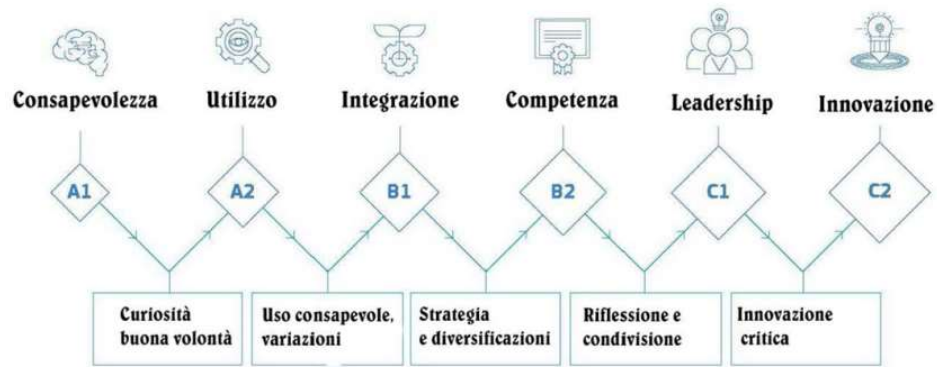 Consapevolezza
Utilizzo
Integrazione
Competenza
Leadership
Innovazione
A1
A2
B1
B2
C1
C2
Curiosità
buona volontà
Uso consapevole,
variazioni
Strategia
e diversificazioni
Riflessione e
condivisione
Innovazione
critica